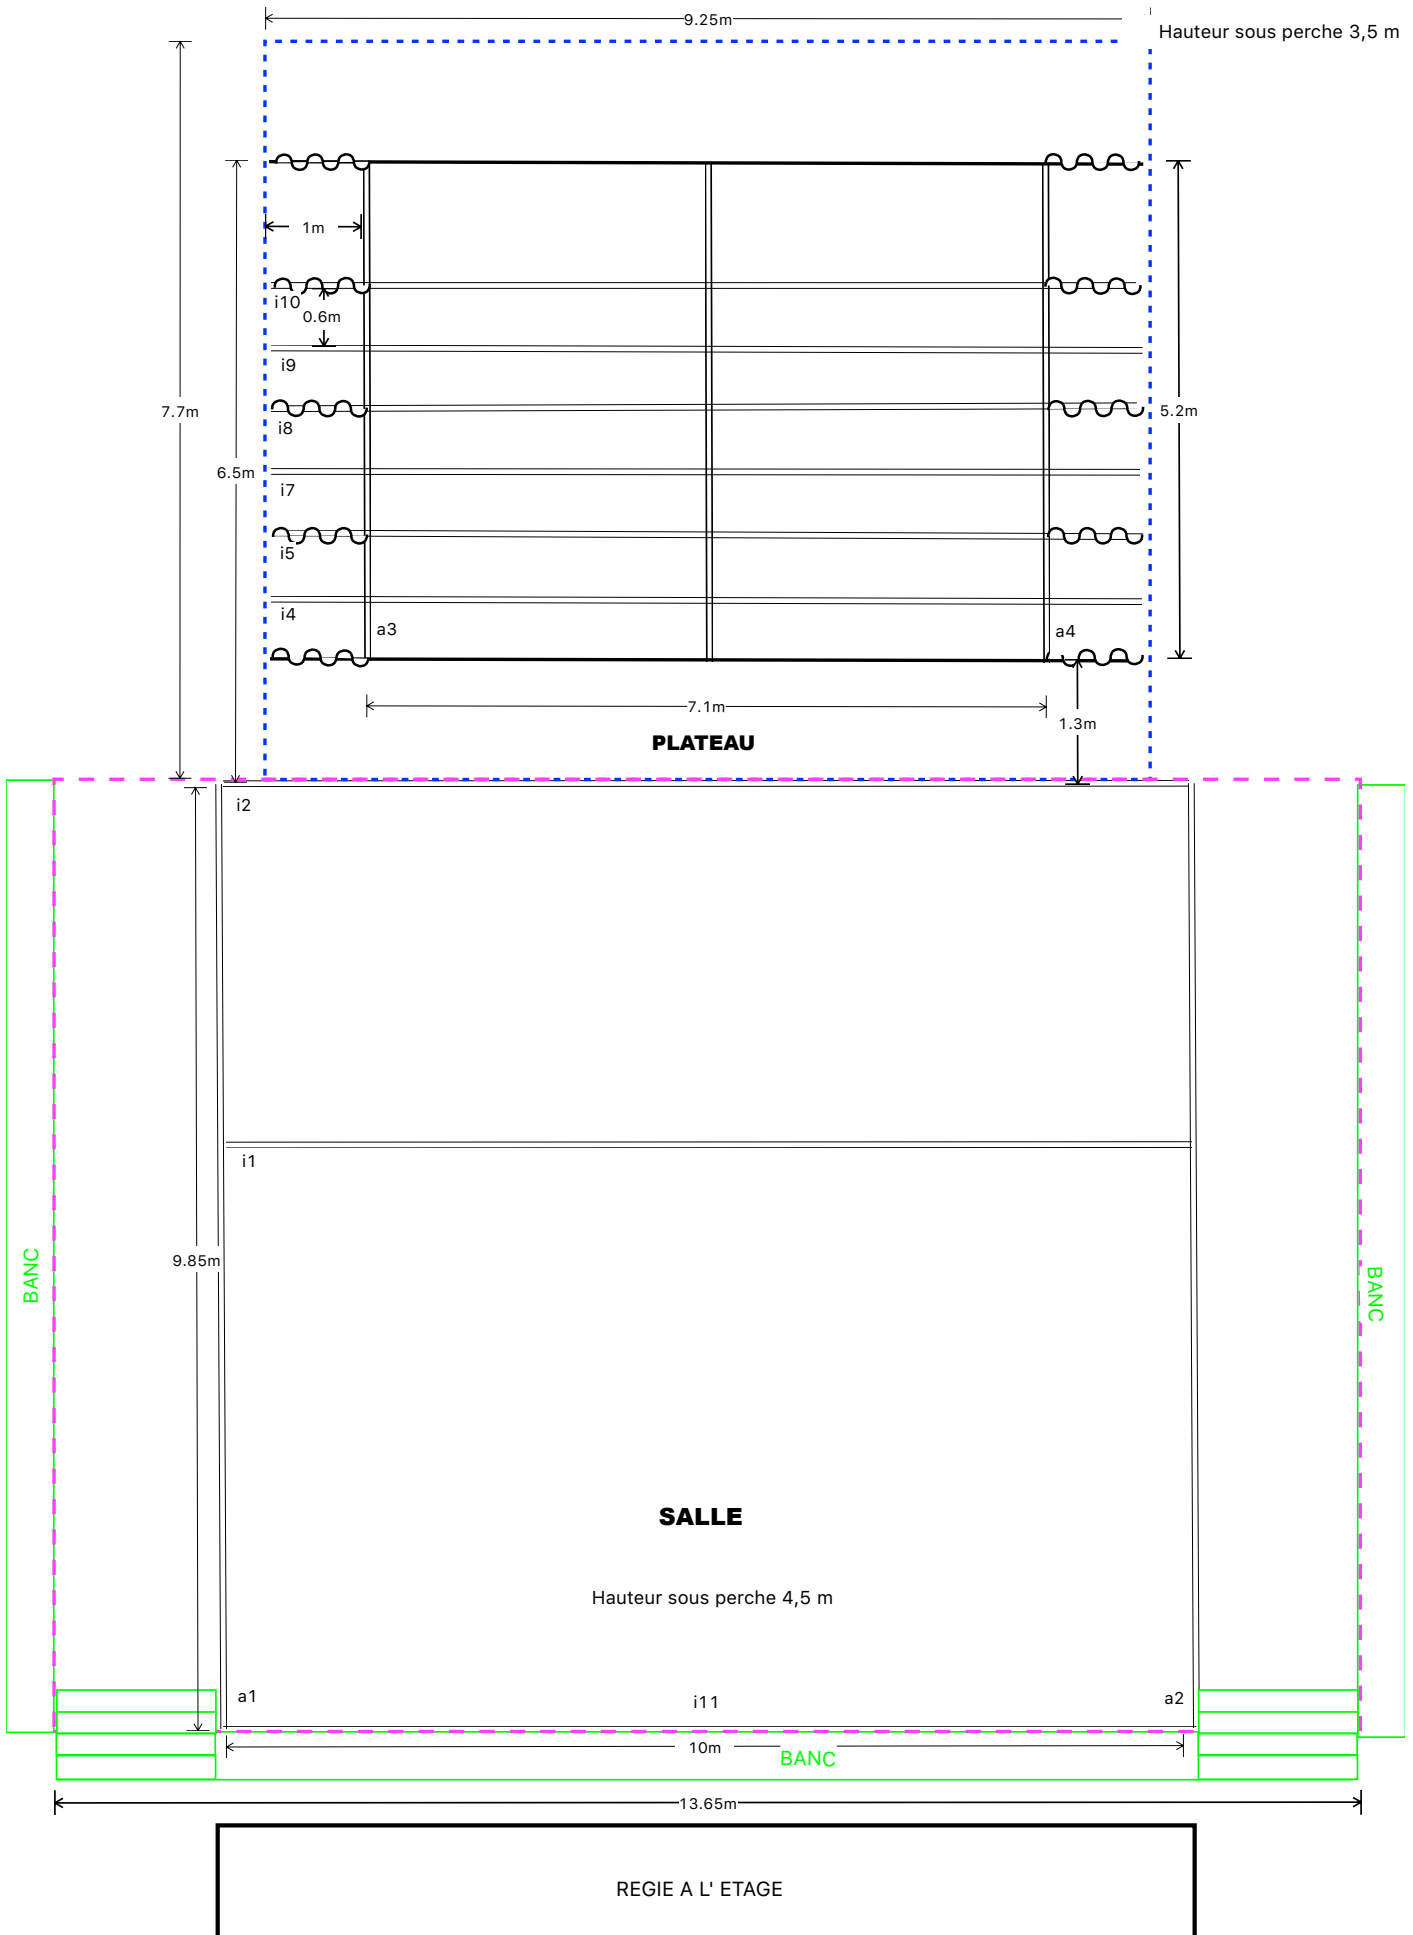 9.25m
Hauteur sous perche 3,5 m
1m
i10
0.6m
i9
7.7m
5.2m
i8
6.5m
i7
i5
i4
a3
a4
7.1m
1.3m
PLATEAU
i2
i1
9.85m
BANC
BANC
SALLE
Hauteur sous perche 4,5 m
a1
i11
a2
10m
BANC
13.65m
REGIE A L' ETAGE